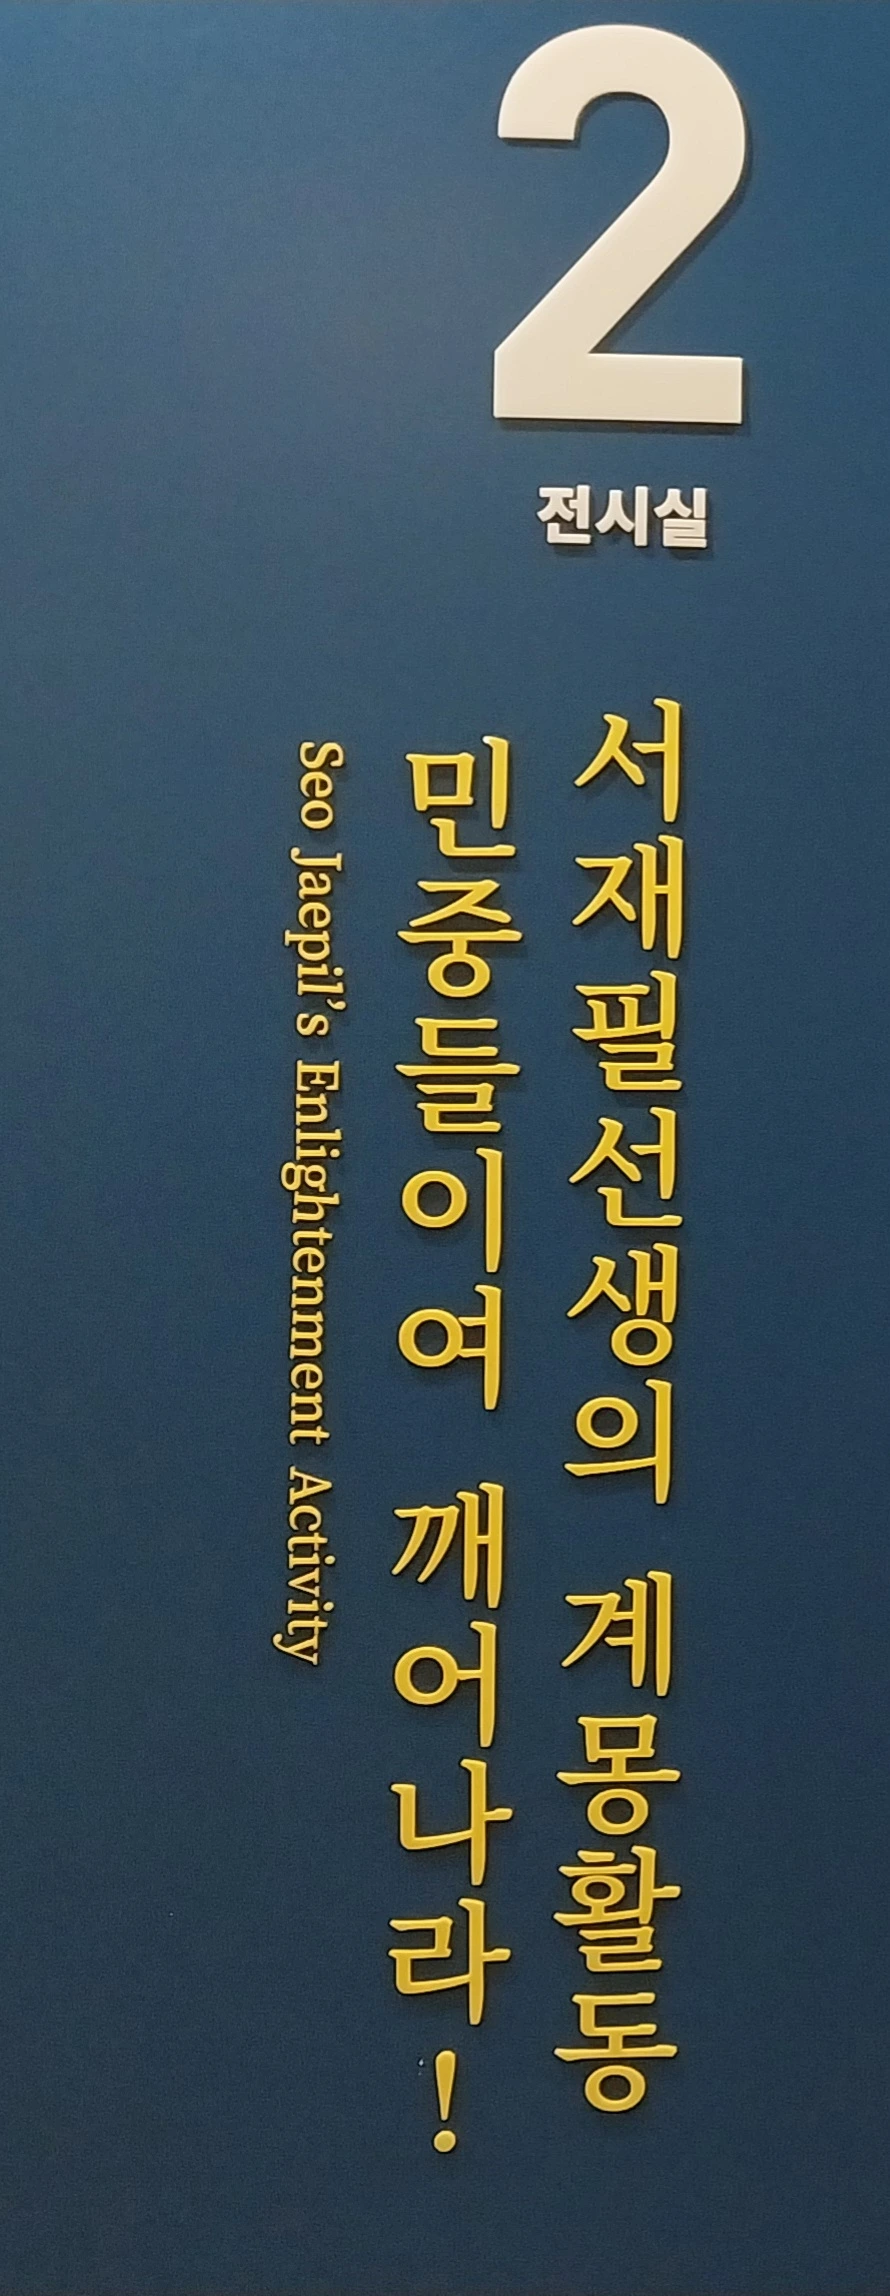 2
전시실
서재필선생의 계몽활동
민중들이여 깨어나라!
Seo Jaepil's Enlightenment Activity